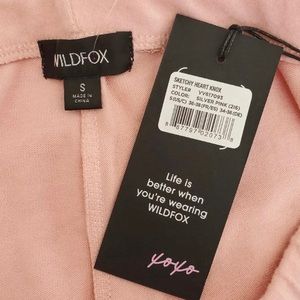 WILDFOX
S
MADE IN
CHINA
SKETCHY HEART KNOX
STYLE#
COLOR: SILVER PINK
Life is
better when
you're wearing
WILDFOX
xoxo